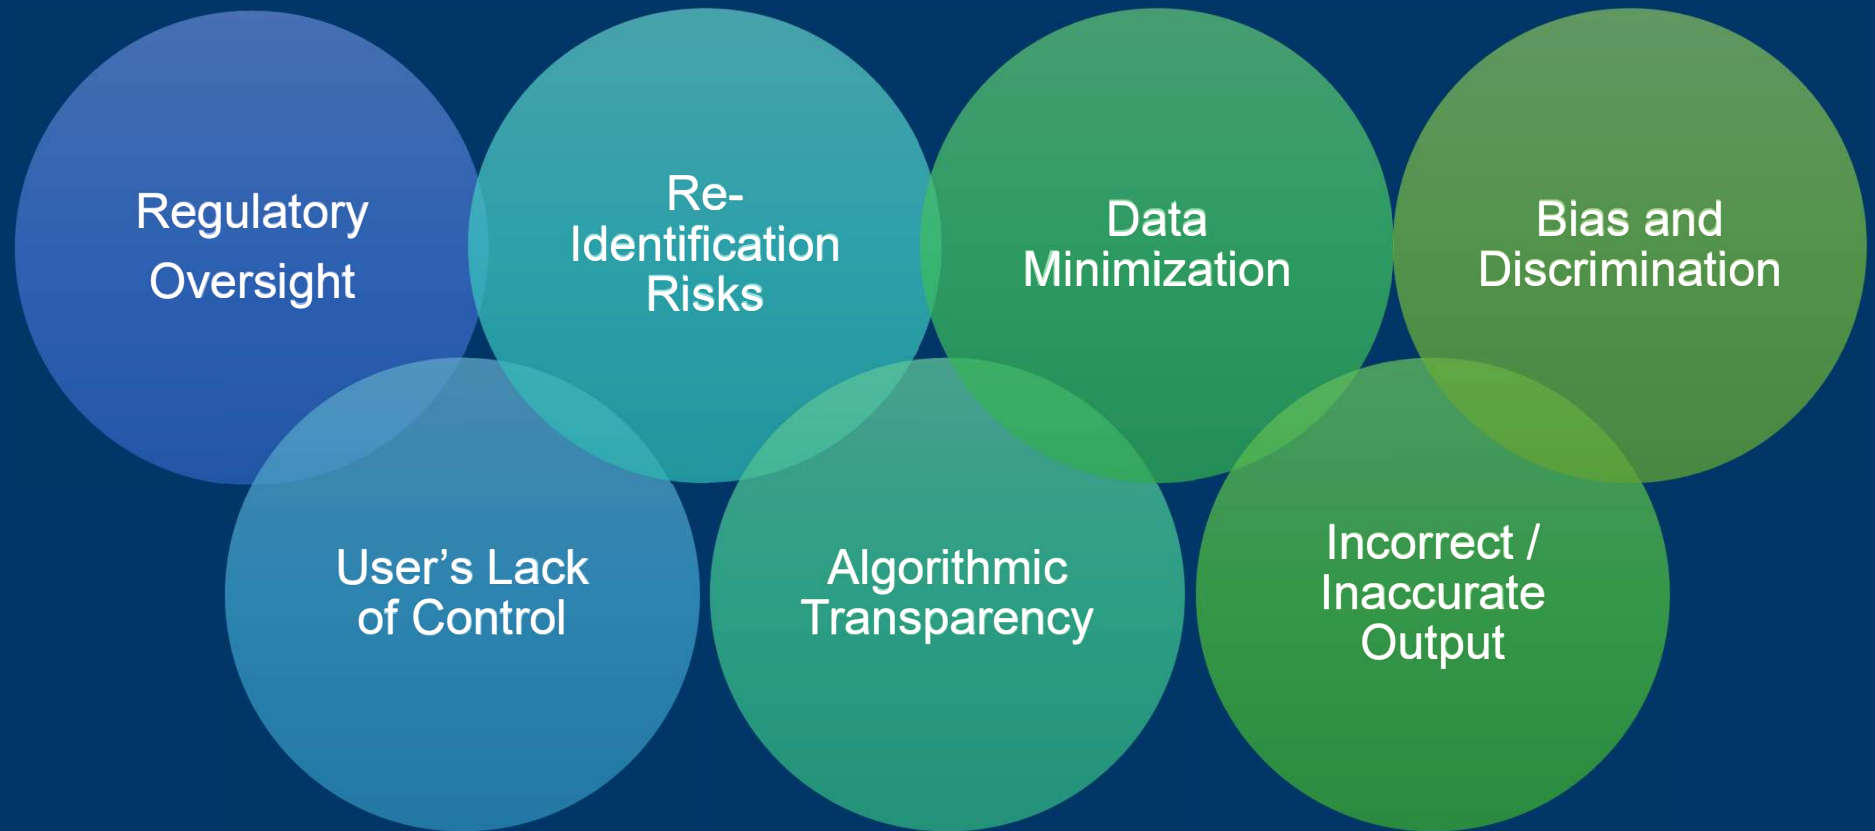 Regulatory
Oversight
Re-
Identification
Risks
Data
Minimization
Bias and
Discrimination
User’s Lack
of Control
Algorithmic
Transparency
Incorrect /
Inaccurate
Output